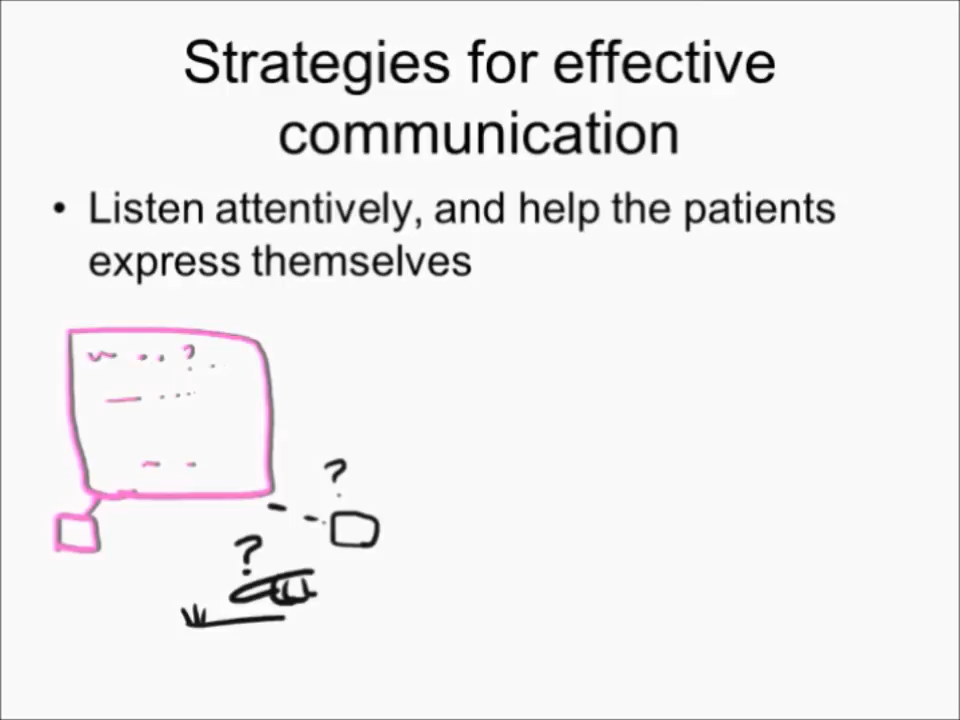 Strategies for effective
communication
• Listen attentively, and help the patients
express themselves
?
?
?